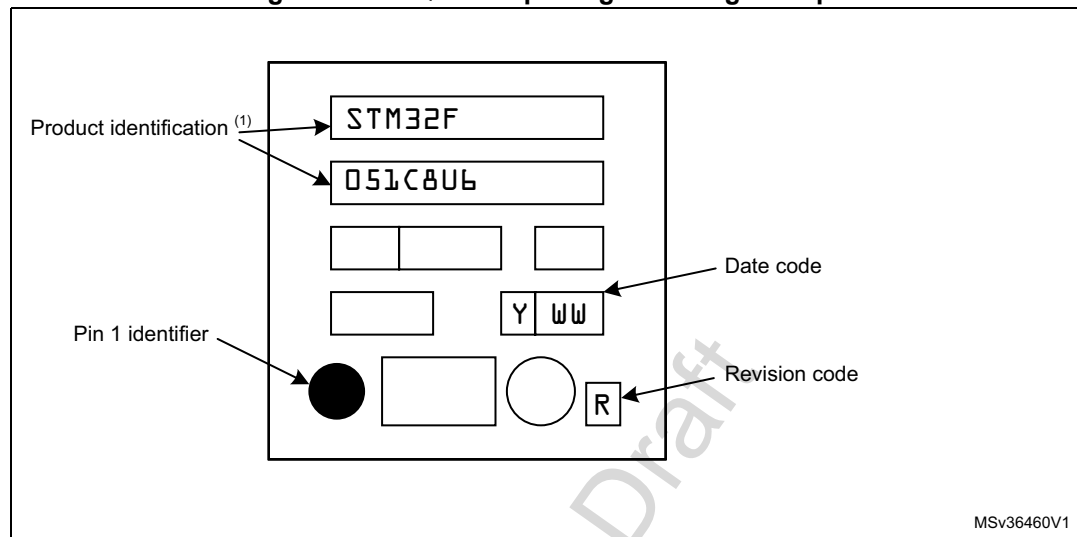 STM32F
Product identification (1)
051C8U6
Date code
Y WW
Pin 1 identifier
Revision code
R
Draft
MSv36460V1